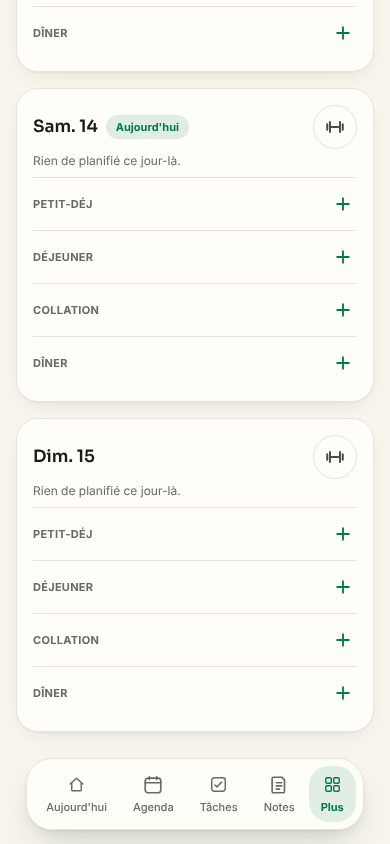 DÎNER
Sam. 14 Aujourd'hui
Rien de planifié ce jour-là.
PETIT-DÉJ
DÉJEUNER
COLLATION
DÎNER
Dim. 15
Rien de planifié ce jour-là.
PETIT-DÉJ
DÉJEUNER
COLLATION
DÎNER
Aujourd'hui Agenda Tâches Notes Plus